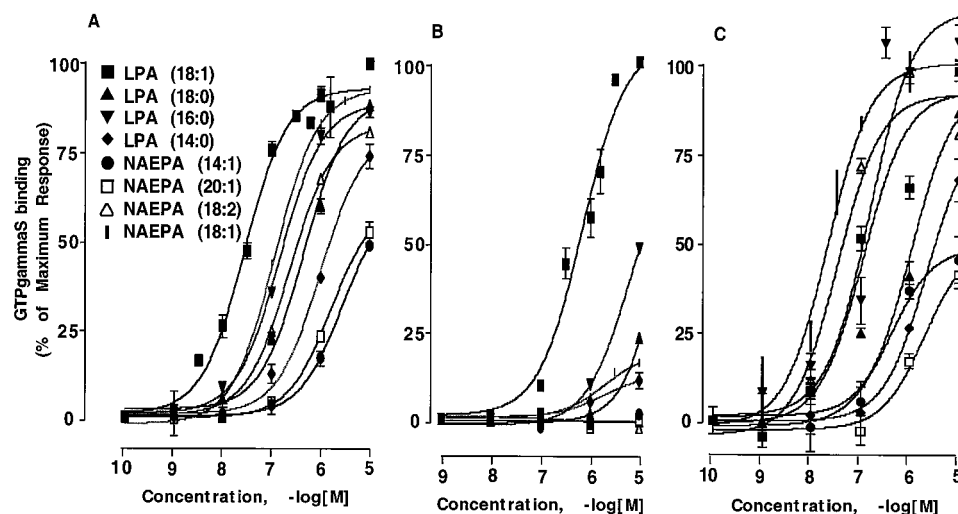 A
B
C
GTPgammaS binding
(% of Maximum Response)
100
75
50
25
0
LPA (18:1)
LPA (18:0)
LPA (16:0)
LPA (14:0)
NAEPA (14:1)
NAEPA (20:1)
NAEPA (18:2)
NAEPA (18:1)
10 9 8 7 6 5
Concentration, -log[M]
100
75
50
25
0
9 8 7 6 5
Concentration, -log[M]
100
75
50
25
0
10 9 8 7 6 5
Concentration, -log[M]